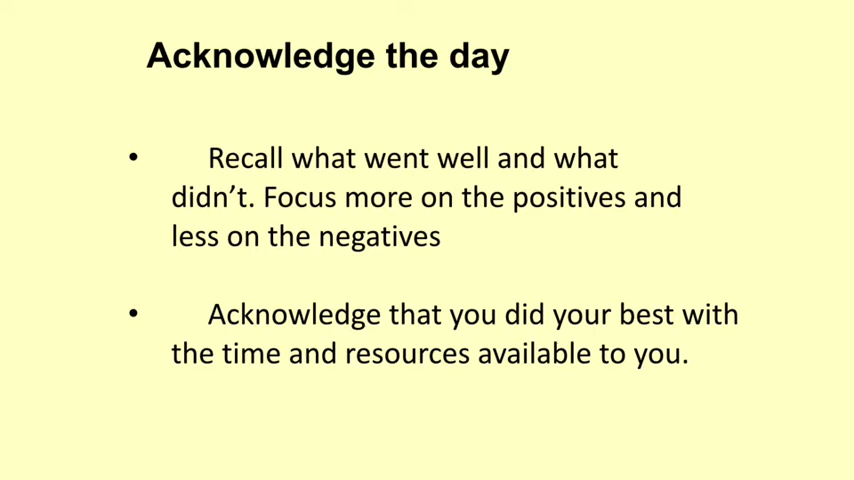 Acknowledge the day
• Recall what went well and what
didn’t. Focus more on the positives and
less on the negatives
• Acknowledge that you did your best with
the time and resources available to you.